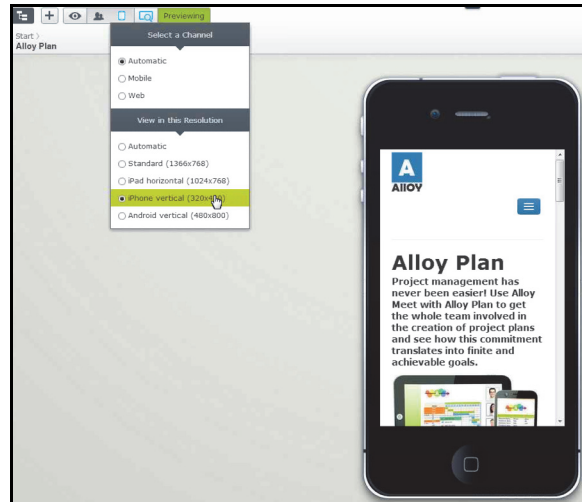 Previewing
Start 〉
Alloy Plan
Select a Channel
Automatic
Mobile
Web
View in this Resolution
Automatic
Standard (1366x768)
iPad horizontal (1024x768)
iPhone vertical (320x480)
Android vertical (480x800)
A
AllOY
Alloy Plan
Project management has
never been easier! Use Alloy
Meet with Alloy Plan to get
the whole team involved in
the creation of project plans
and see how this commitment
translates into finite and
achievable goals.